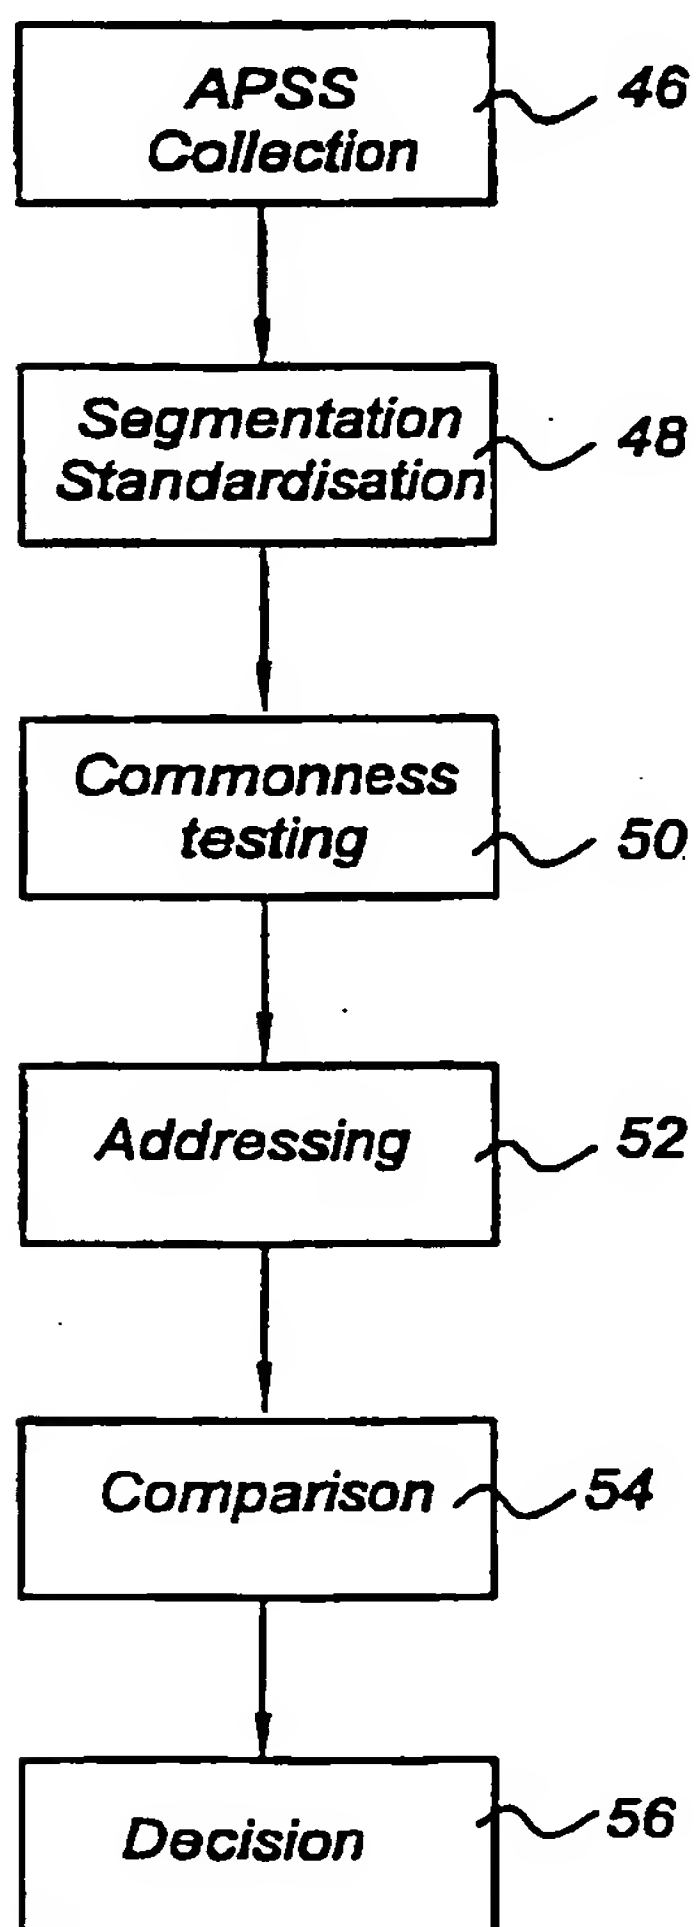 APSS
Collection
46
Segmentation
Standardisation
48
Commonness
testing
50
Addressing
52
Comparison
54
Decision
56